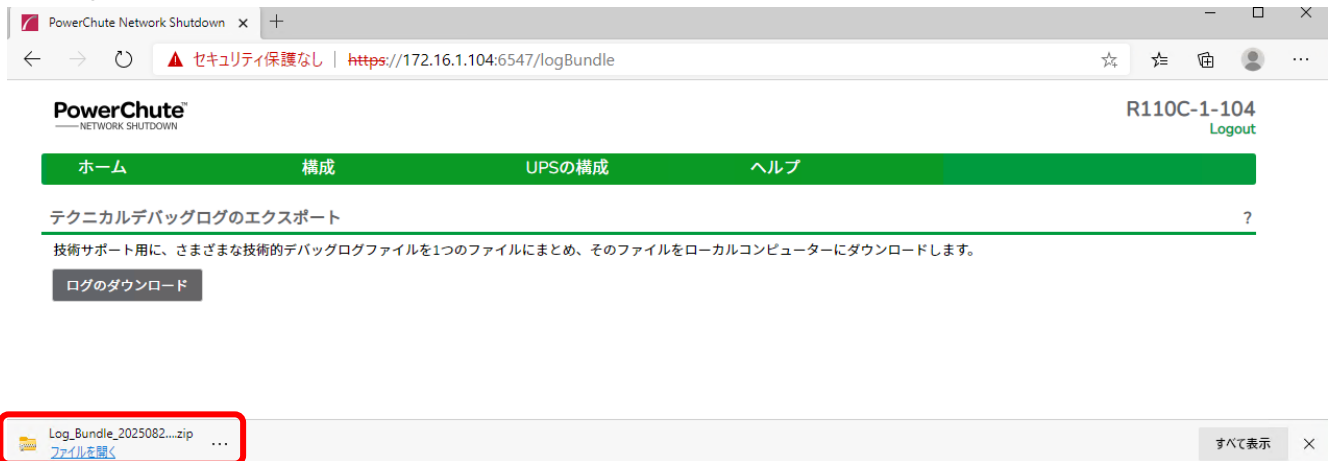 PowerChute Network Shutdown
セキュリティ保護なし | https://172.16.1.104:6547/logBundle
PowerChute™
NETWORK SHUTDOWN
R110C-1-104
Logout
ホーム 構成 UPSの構成 ヘルプ
テクニカルデバッグログのエクスポート ?
技術サポート用に、さまざまな技術的デバッグログファイルを1つのファイルにまとめ、そのファイルをローカルコンピューターにダウンロードします。
ログのダウンロード
Log_Bundle_2025082....zip
ファイルを開く
すべて表示